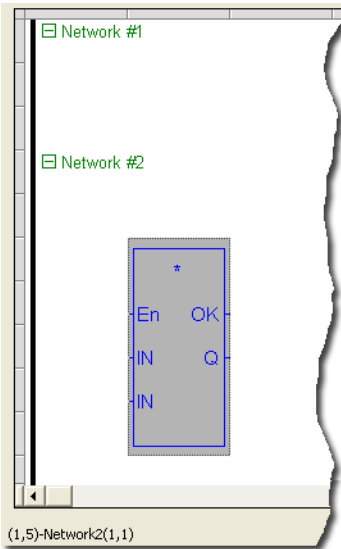 Network #1
Network #2
*
En OK
IN Q
IN
(1,5)-Network2(1,1)